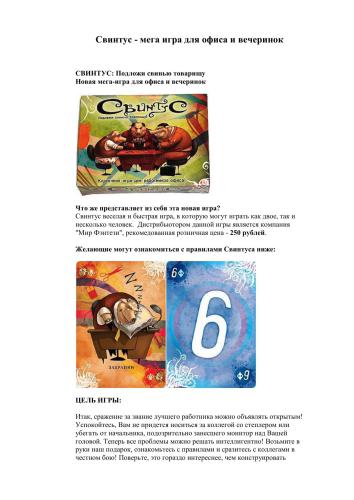 Свинтус - мега игра для офиса и вечеринок
СВИНТУС: Подложи свинью товарищу
Новая мега-игра для офиса и вечеринок
СВИНТУС
Что же представляет из себя эта новая игра?
Свинтус веселая и быстрая игра, в которую могут играть как двое, так и
несколько человек. Дистрибьютором данной игры является компания
"Мир Фэнтези", рекомедованная розничная цена - 250 рублей.
Желающие могут ознакомиться с правилами Свинтуса ниже:
6Ф
6
6Ф
ЗАХРАПИН
ЦЕЛЬ ИГРЫ:
Итак, сражение за звание лучшего работника можно объявлять открытым!
Успокойтесь, Вам не придется носиться за коллегой со степлером или
убегать от начальника, подозрительно занесшего монитор над Вашей
головой. Теперь все проблемы можно решать интеллигентно! Возьмите в
руки наш подарок, ознакомьтесь с правилами и сразитесь с коллегами в
честном бою! Поверьте, это гораздо интереснее, чем конструировать